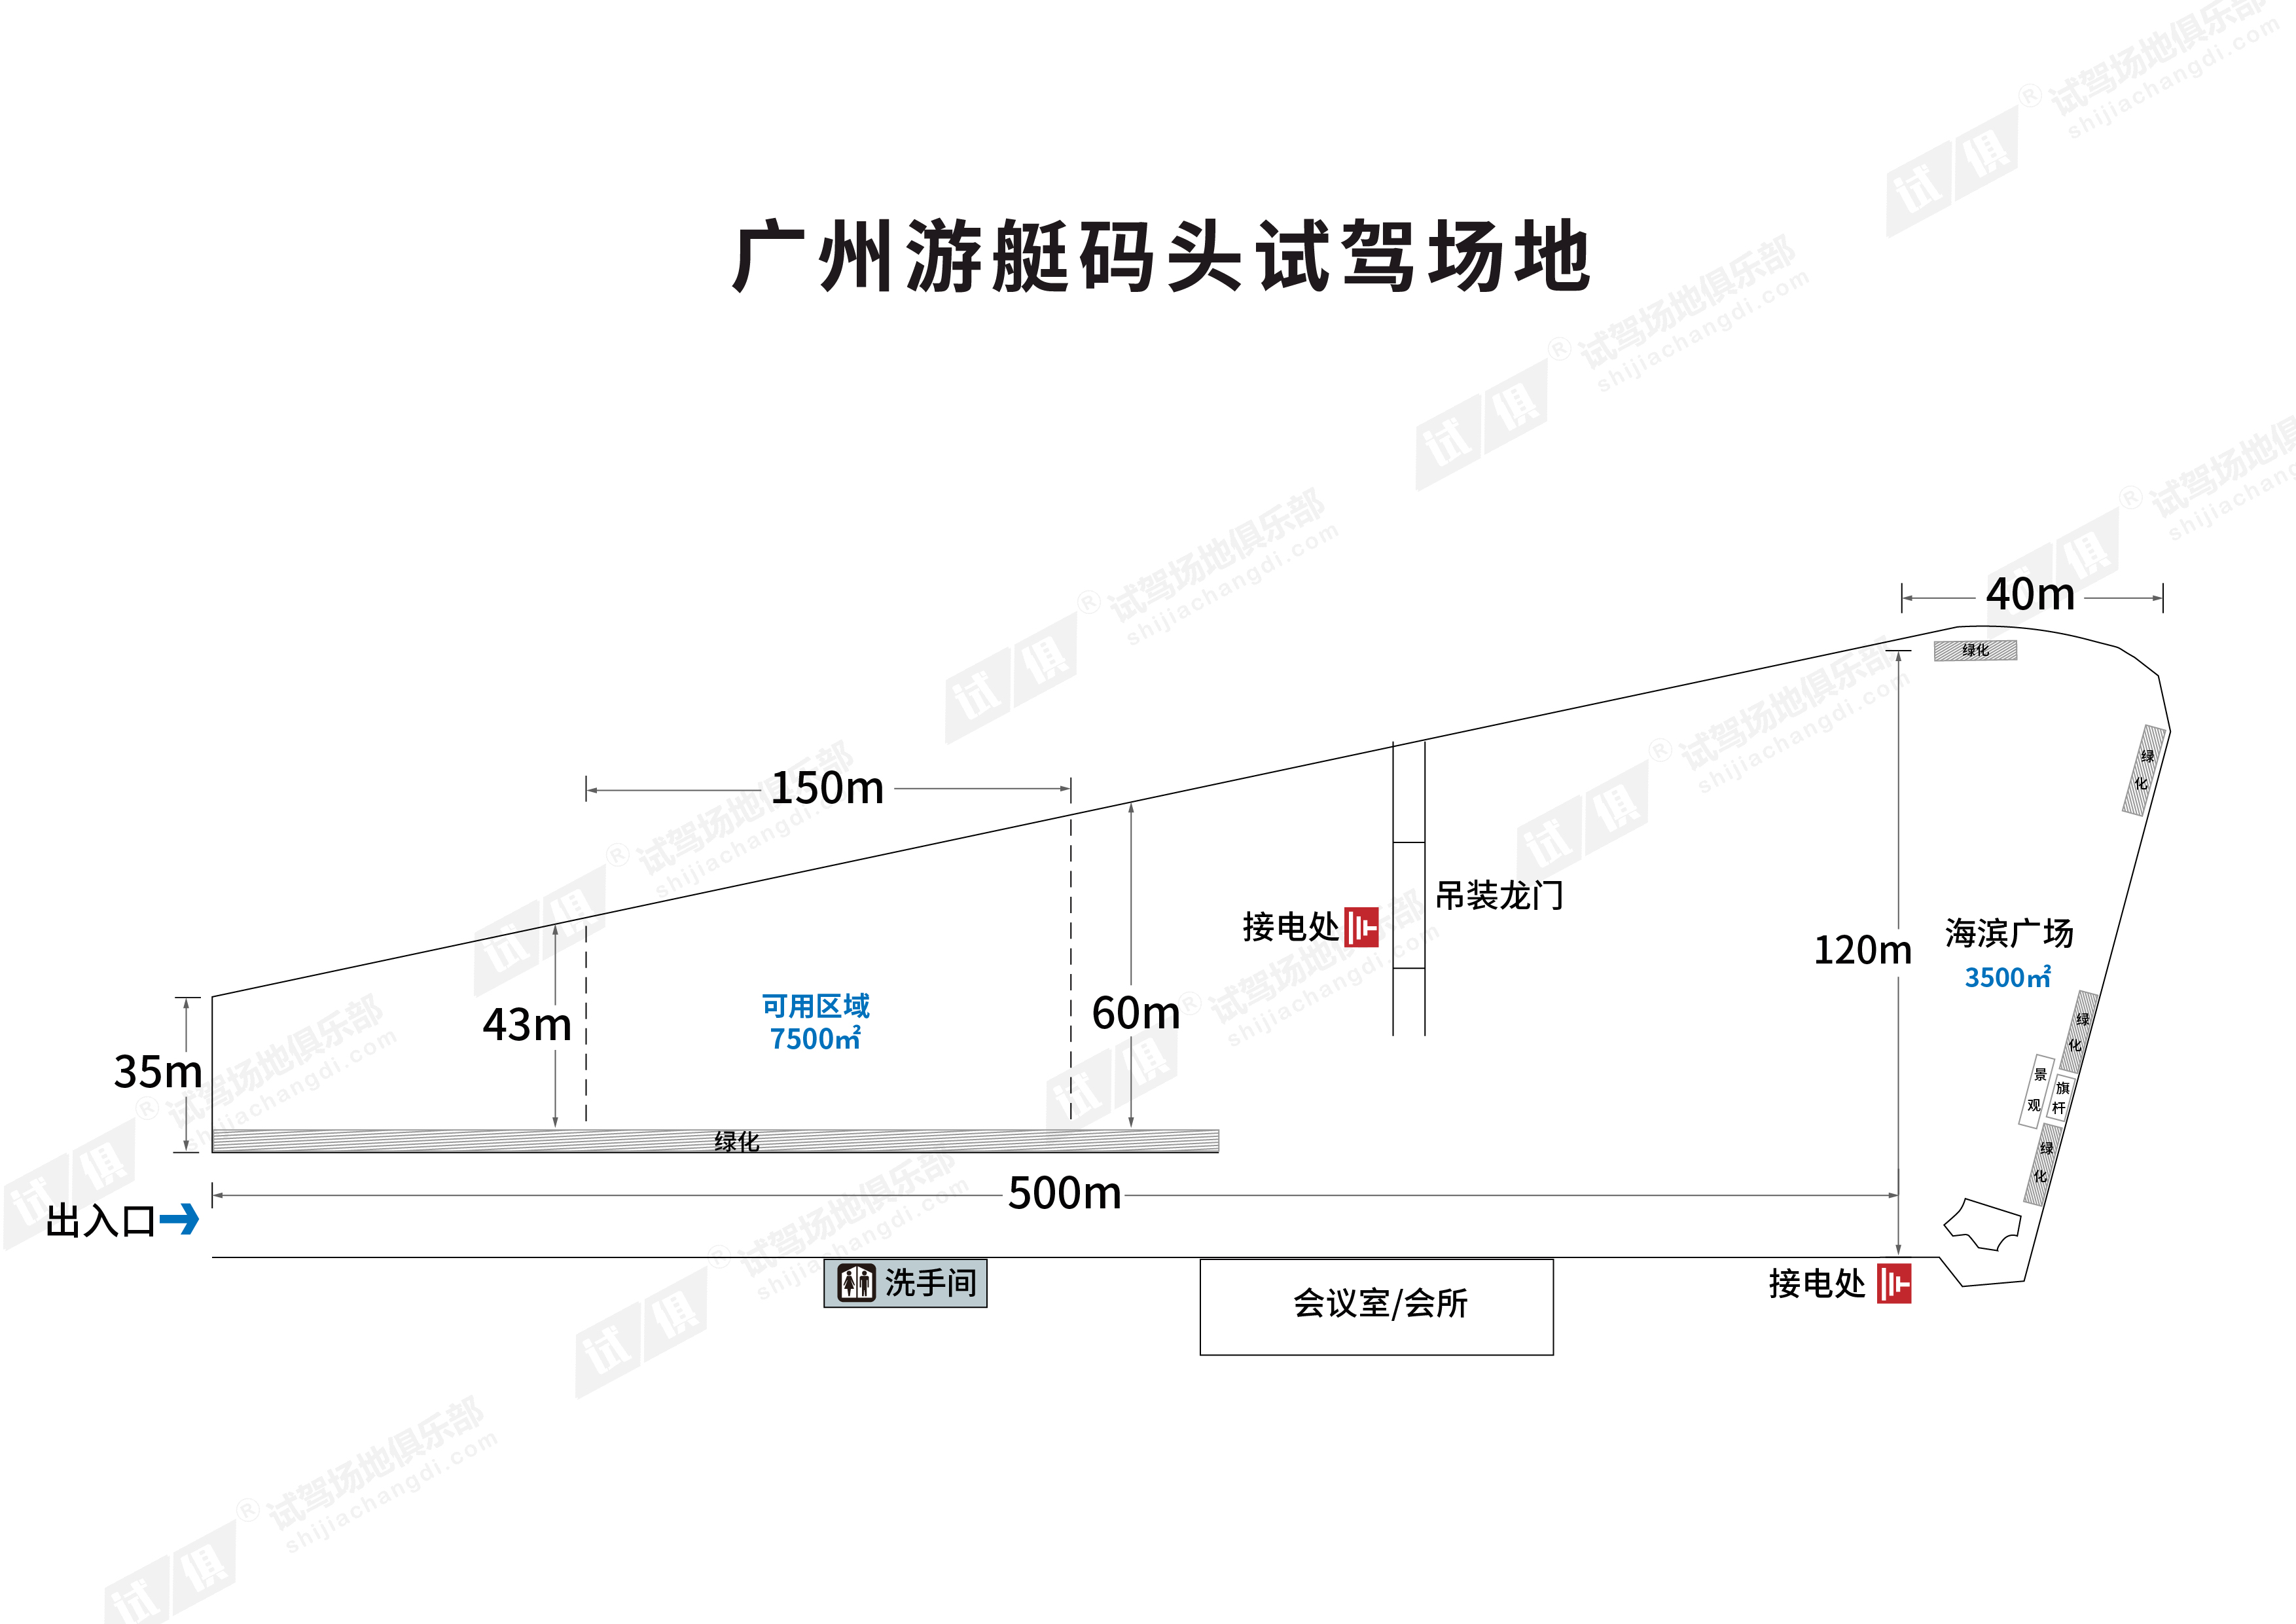 广州游艇码头试驾场地
40m
绿化
绿
化
150m
吊装龙门
接电处
海滨广场
3500㎡
120m
可用区域
7500㎡
43m
60m
35m
绿
化
景
观
旗
杆
绿
化
绿化
500m
出入口
洗手间
会议室/会所
接电处
试俱® 试驾场地俱乐部
shijiachangdi.com